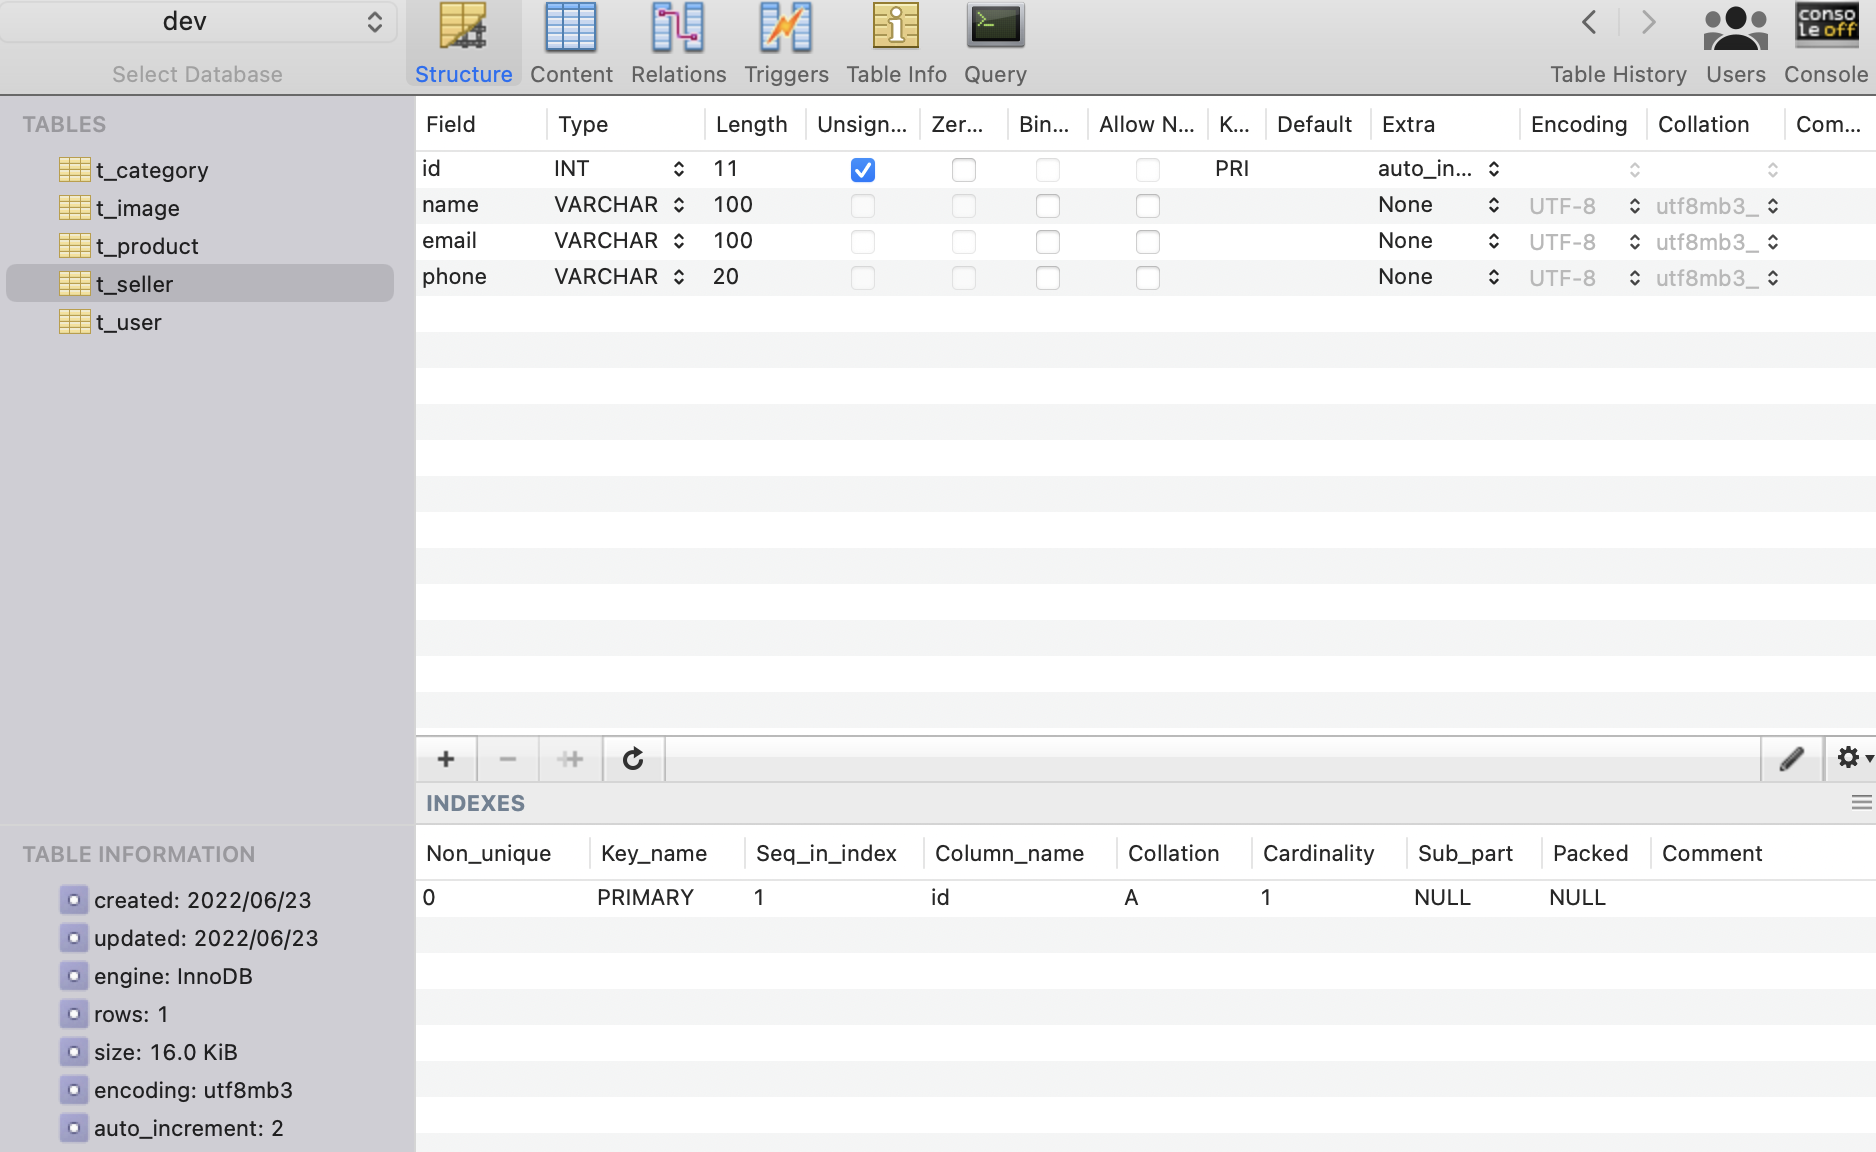 dev
Select Database
Structure
Content
Relations
Triggers
Table Info
Query
Table History
Users
conso
le off
Console
TABLES
t_category
t_image
t_product
t_seller
t_user
Field Type Length Unsign... Zer... Bin... Allow N... K... Default Extra Encoding Collation Com...
id INT 11 PRI auto_in...
name VARCHAR 100 None UTF-8 utf8mb3_
email VARCHAR 100 None UTF-8 utf8mb3_
phone VARCHAR 20 None UTF-8 utf8mb3_
INDEXES
Non_unique Key_name Seq_in_index Column_name Collation Cardinality Sub_part Packed Comment
0 PRIMARY 1 id A 1 NULL NULL
TABLE INFORMATION
created: 2022/06/23
updated: 2022/06/23
engine: InnoDB
rows: 1
size: 16.0 KiB
encoding: utf8mb3
auto_increment: 2